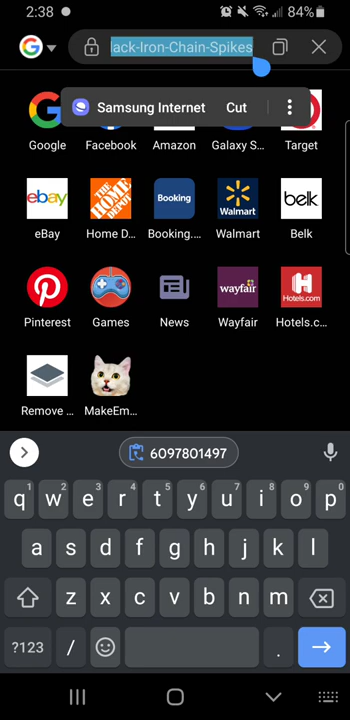 2:38 84%
G ack-Iron-Chain-Spikes
Samsung Internet Cut
Google Facebook Amazon Galaxy S... Target
ebay THE HOME DEPOT Booking Walmart belk
eBay Home D... Booking.... Walmart Belk
wayfair Hotels.com
Pinterest Games News Wayfair Hotels.c...
Remove ... MakeEm...
6097801497
1 2 3 4 5 6 7 8 9 0
q w e r t y u i o p
a s d f g h j k l
z x c v b n m
?123 / .